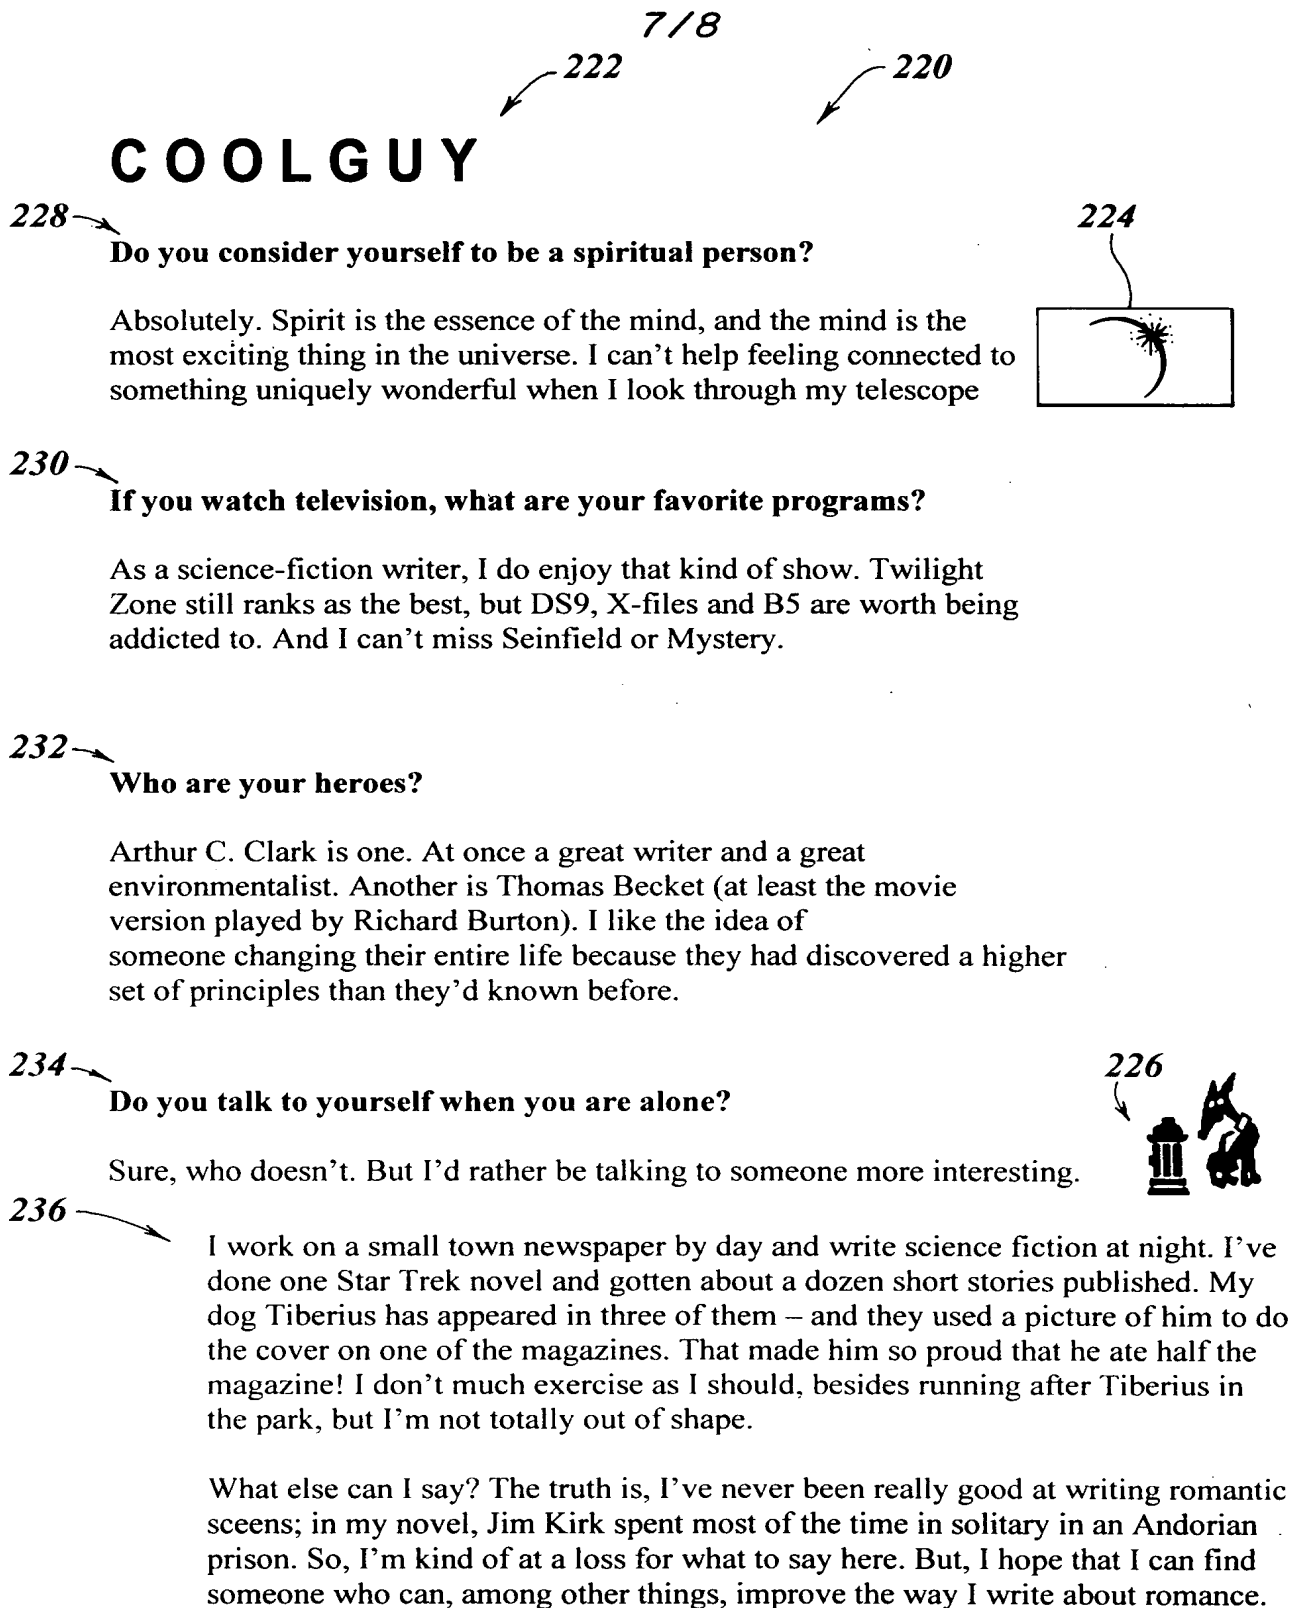 7/8
222
220
COOLGUY
228
224
Do you consider yourself to be a spiritual person?
Absolutely. Spirit is the essence of the mind, and the mind is the
most exciting thing in the universe. I can't help feeling connected to
something uniquely wonderful when I look through my telescope
230
If you watch television, what are your favorite programs?
As a science-fiction writer, I do enjoy that kind of show. Twilight
Zone still ranks as the best, but DS9, X-files and B5 are worth being
addicted to. And I can't miss Seinfield or Mystery.
232
Who are your heroes?
Arthur C. Clark is one. At once a great writer and a great
environmentalist. Another is Thomas Becket (at least the movie
version played by Richard Burton). I like the idea of
someone changing their entire life because they had discovered a higher
set of principles than they'd known before.
234
226
Do you talk to yourself when you are alone?
Sure, who doesn't. But I'd rather be talking to someone more interesting.
236
I work on a small town newspaper by day and write science fiction at night. I've
done one Star Trek novel and gotten about a dozen short stories published. My
dog Tiberius has appeared in three of them – and they used a picture of him to do
the cover on one of the magazines. That made him so proud that he ate half the
magazine! I don't much exercise as I should, besides running after Tiberius in
the park, but I'm not totally out of shape.
What else can I say? The truth is, I've never been really good at writing romantic
sceens; in my novel, Jim Kirk spent most of the time in solitary in an Andorian
prison. So, I'm kind of at a loss for what to say here. But, I hope that I can find
someone who can, among other things, improve the way I write about romance.